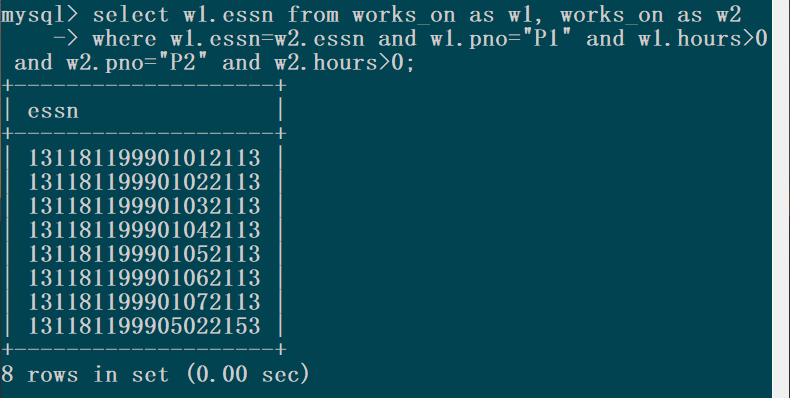 mysql> select w1.essn from works_on as w1, works_on as w2
    -> where w1.essn=w2.essn and w1.pno="P1" and w1.hours>0
 and w2.pno="P2" and w2.hours>0;
+--------------------+
| essn               |
+--------------------+
| 131181199901012113 |
| 131181199901022113 |
| 131181199901032113 |
| 131181199901042113 |
| 131181199901052113 |
| 131181199901062113 |
| 131181199901072113 |
| 131181199905022153 |
+--------------------+
8 rows in set (0.00 sec)